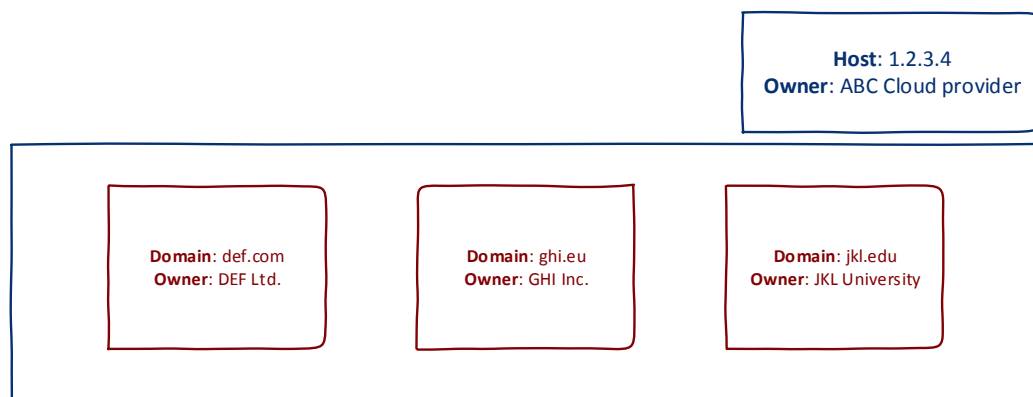 Host: 1.2.3.4
Owner: ABC Cloud provider
Domain: def.com
Owner: DEF Ltd.
Domain: ghi.eu
Owner: GHI Inc.
Domain: jkl.edu
Owner: JKL University